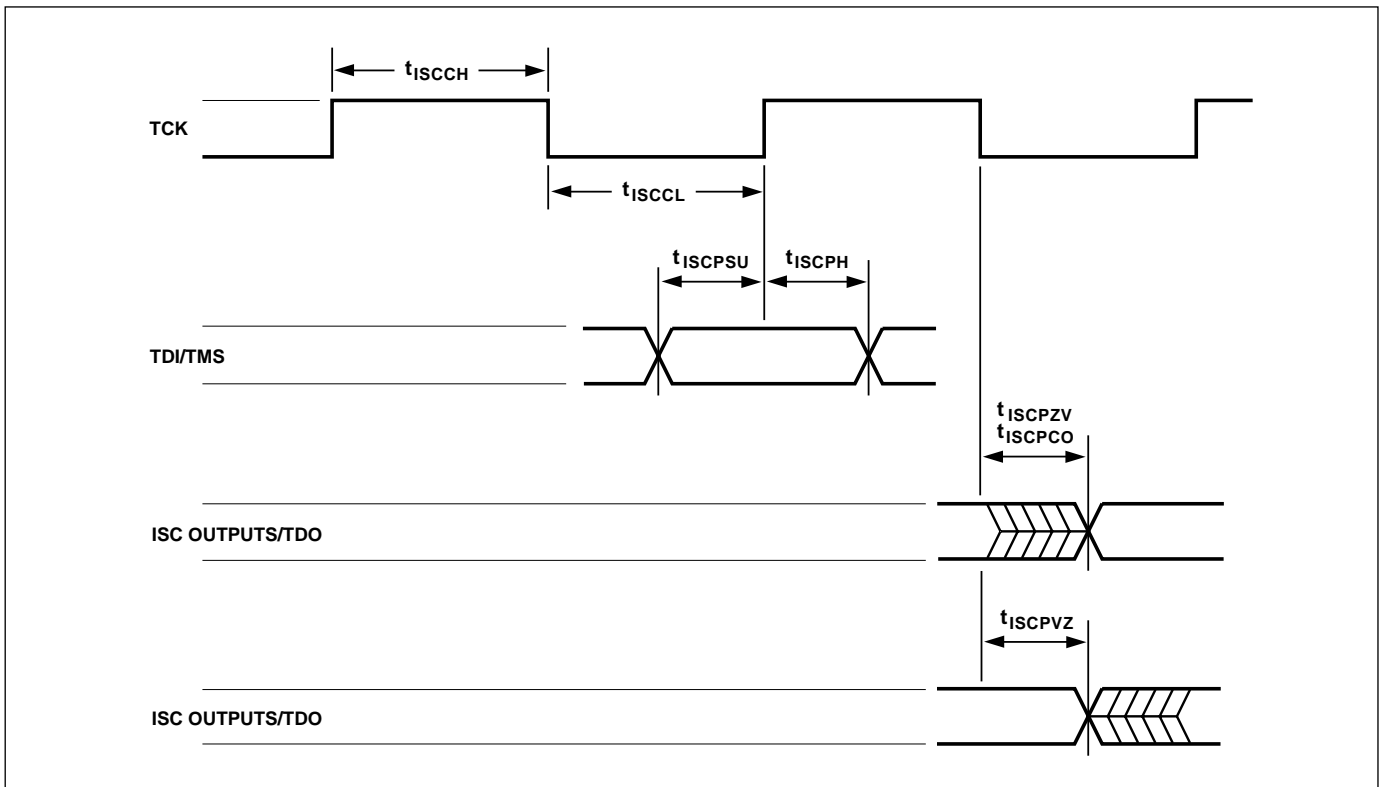 tISCCH
TCK
tISCCL
tISCPSU
tISCPH
TDI/TMS
tISCPZV
tISCPCO
ISC OUTPUTS/TDO
tISCPVZ
ISC OUTPUTS/TDO